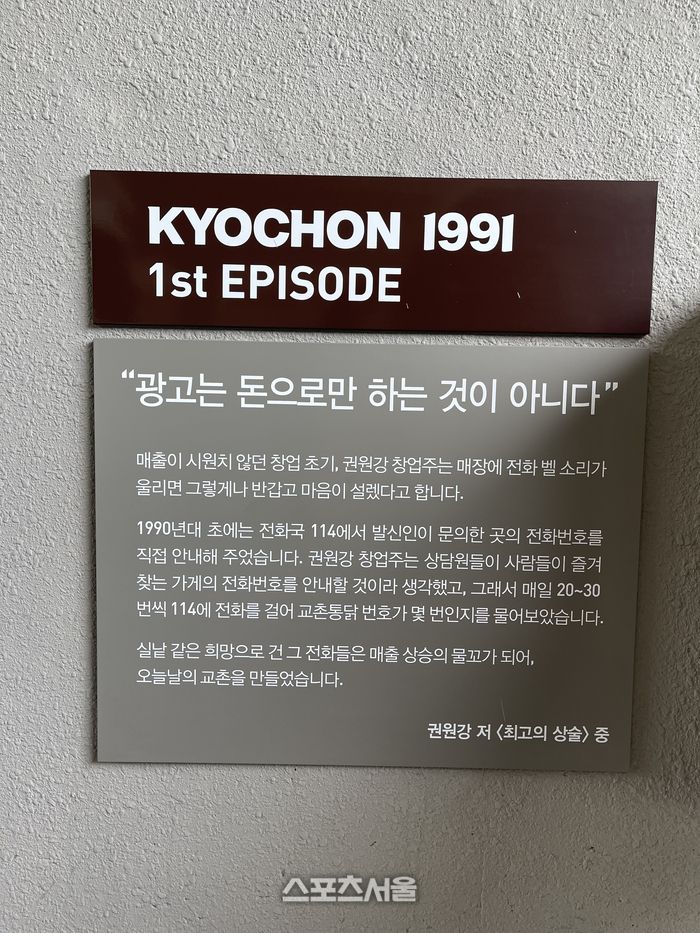 KYOCHON 1991
1st EPISODE
“광고는 돈으로만 하는 것이 아니다”
매출이 시원치 않던 창업 초기, 권원강 창업주는 매장에 전화 벨 소리가
울리면 그렇게나 반갑고 마음이 설렜다고 합니다.
1990년대 초에는 전화국 114에서 발신인이 문의한 곳의 전화번호를
직접 안내해 주었습니다. 권원강 창업주는 상담원들이 사람들이 즐겨
찾는 가게의 전화번호를 안내할 것이라 생각했고, 그래서 매일 20~30
번씩 114에 전화를 걸어 교촌통닭 번호가 몇 번인지를 물어보았습니다.
실낱 같은 희망으로 건 그 전화들은 매출 상승의 물꼬가 되어,
오늘날의 교촌을 만들었습니다.
권원강 저 <최고의 상술> 중
스포츠서울